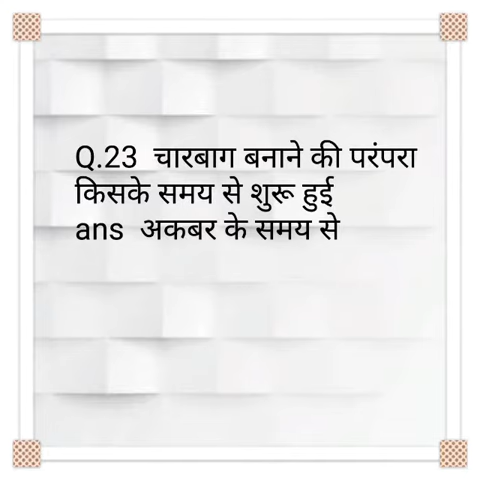 Q.23 चारबाग बनाने की परंपरा
किसके समय से शुरू हुई
ans अकबर के समय से